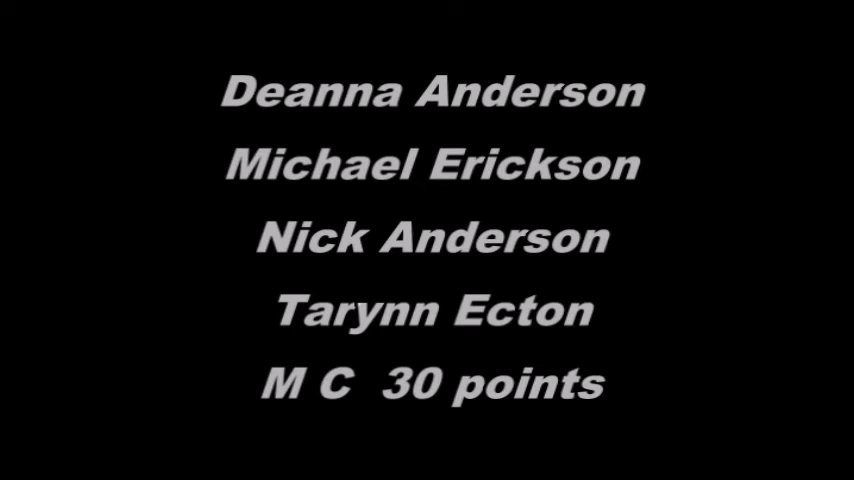 Deanna Anderson
Michael Erickson
Nick Anderson
Tarynn Ecton
M C  30 points